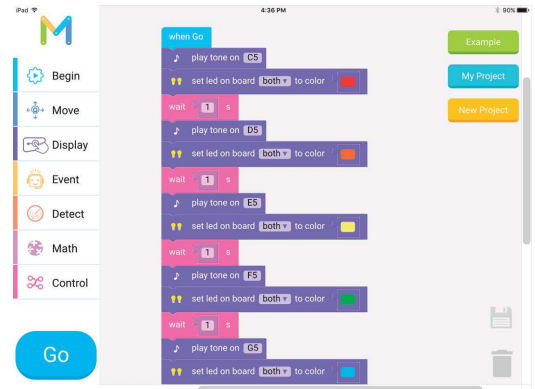 iPad 4:36 PM 90%
M
Begin
Move
Display
Event
Detect
Math
Control
Go
when Go
play tone on C5
set led on board both to color
wait 1 s
play tone on D5
set led on board both to color
wait 1 s
play tone on E5
set led on board both to color
wait 1 s
play tone on F5
set led on board both to color
wait 1 s
play tone on G5
set led on board both to color
Example
My Project
New Project